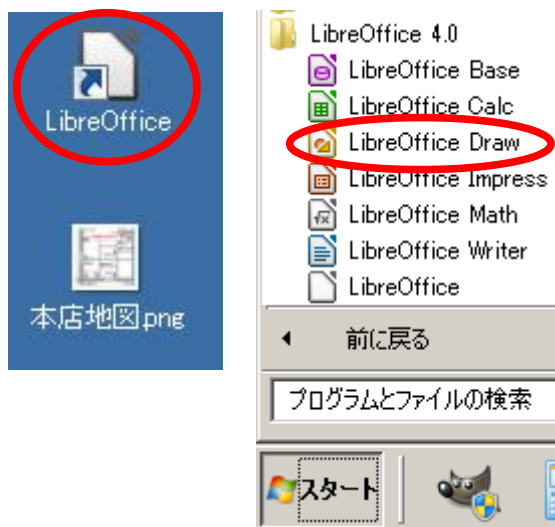 LibreOffice
本店地図.png
LibreOffice 4.0
LibreOffice Base
LibreOffice Calc
LibreOffice Draw
LibreOffice Impress
LibreOffice Math
LibreOffice Writer
LibreOffice
前に戻る
プログラムとファイルの検索
スタート